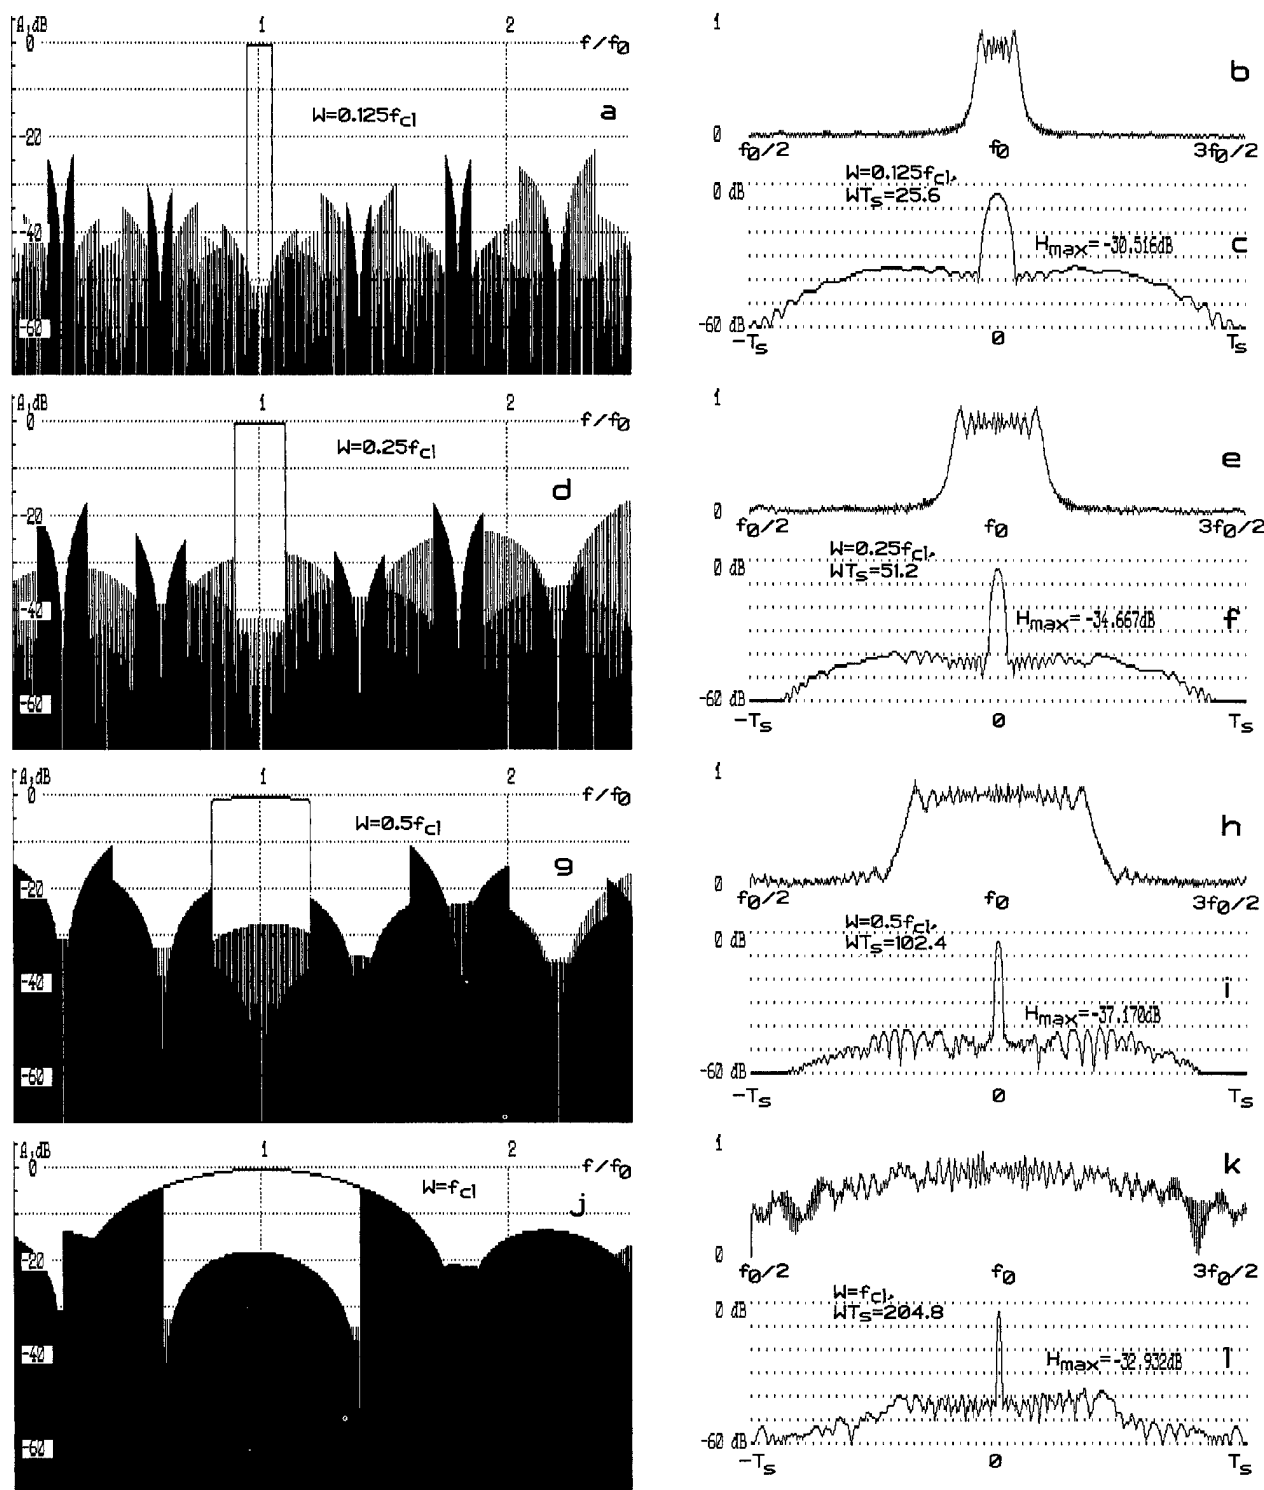 A,dB 1 2
0 f/f0
W=0.125fcl a
-20
-40
-60
1
b
0
f0/2 f0 3f0/2
W=0.125fcl,
0 dB WTs=25.6
Hmax=-30.516dB c
-60 dB
-Ts 0 Ts
A,dB 1 2
0 f/f0
W=0.25fcl
d
-20
-40
-60
1
e
0
f0/2 f0 3f0/2
W=0.25fcl,
0 dB WTs=51.2
Hmax=-34.667dB f
-60 dB
-Ts 0 Ts
A,dB 1 2
0 f/f0
W=0.5fcl
g
-20
-40
-60
1
h
0
f0/2 f0 3f0/2
W=0.5fcl,
0 dB WTs=102.4
i
Hmax=-37.170dB
-60 dB
-Ts 0 Ts
A,dB 1 2
0 f/f0
W=fcl j
-20
-40
-60
1
k
0
f0/2 f0 3f0/2
W=fcl,
0 dB WTs=204.8
Hmax=-32.932dB l
-60 dB
-Ts 0 Ts